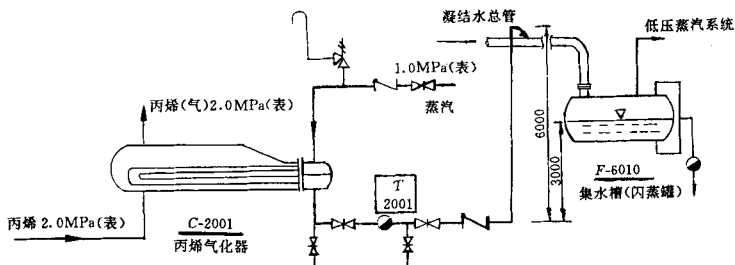 凝结水总管
低压蒸汽系统
1.0MPa(表)
蒸汽
丙烯(气)2.0MPa(表)
6000
3000
F-6010
集水槽(闪蒸罐)
T
2001
丙烯 2.0MPa(表)
C-2001
丙烯气化器